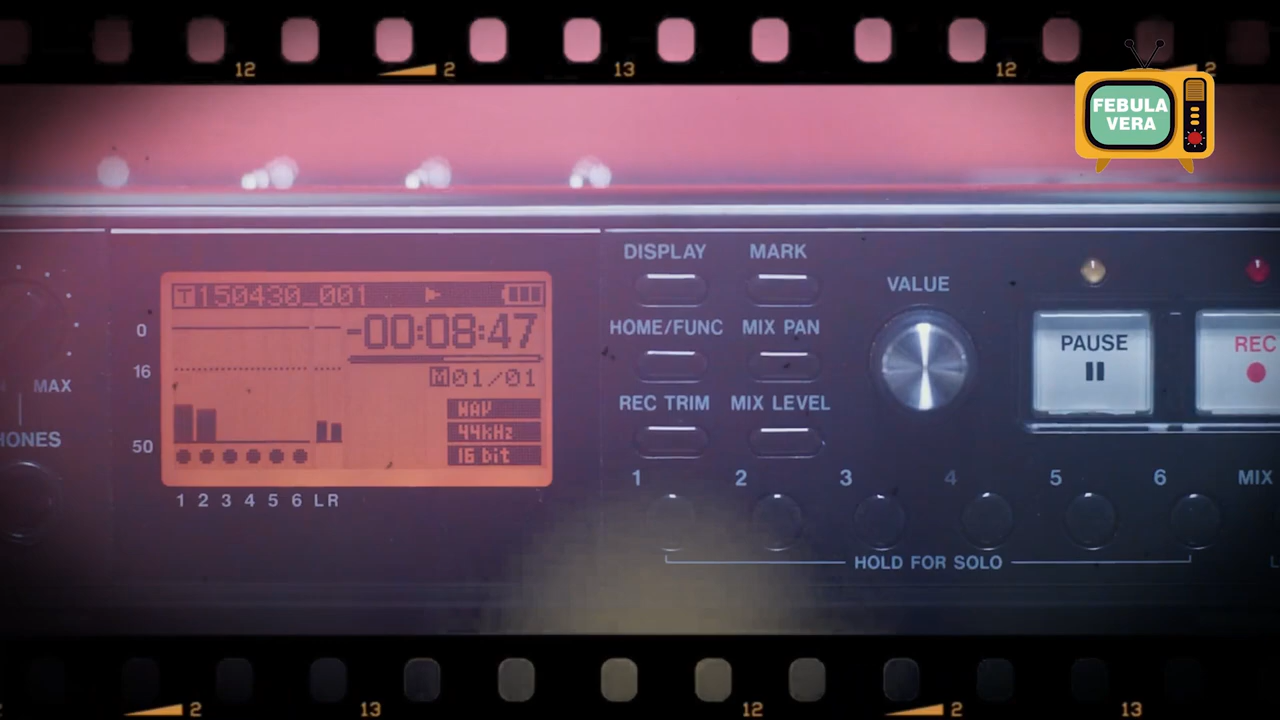 12 2 13 12 2
FEBULA
VERA
DISPLAY MARK
VALUE
T150430_001
-00:08:47
0
HOME/FUNC MIX PAN
PAUSE
REC
16
M01/01
MAX
WAV
REC TRIM MIX LEVEL
44kHz
HONES
50
16 bit
1 2 3 4 5 6 MIX
1 2 3 4 5 6 L R
HOLD FOR SOLO
2 13 12 2 13